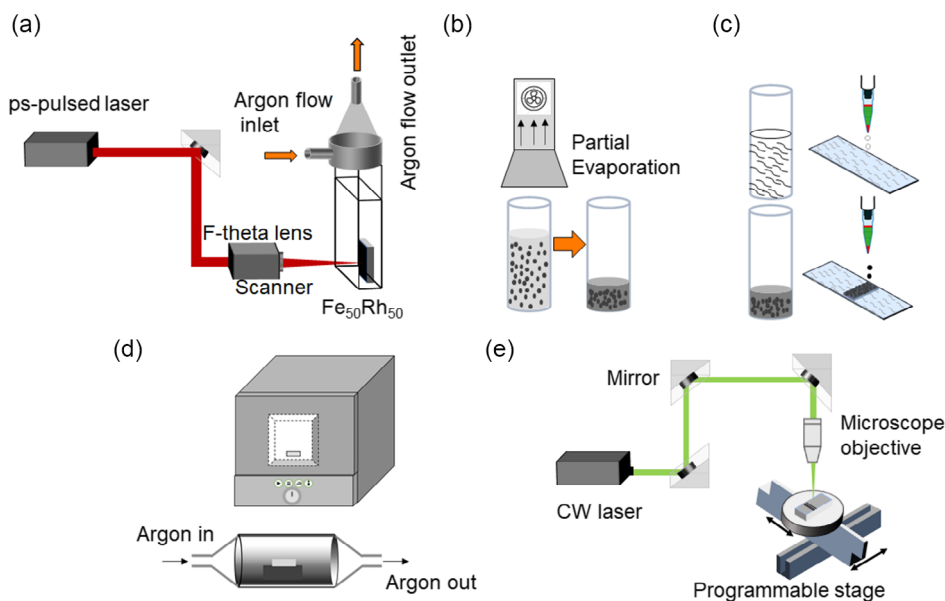 (a)
ps-pulsed laser
Argon flow
inlet
Argon flow outlet
F-theta lens
Scanner
Fe₅₀Rh₅₀
(b)
Partial
Evaporation
(c)
(d)
Argon in
Argon out
(e)
Mirror
Microscope
objective
CW laser
Programmable stage